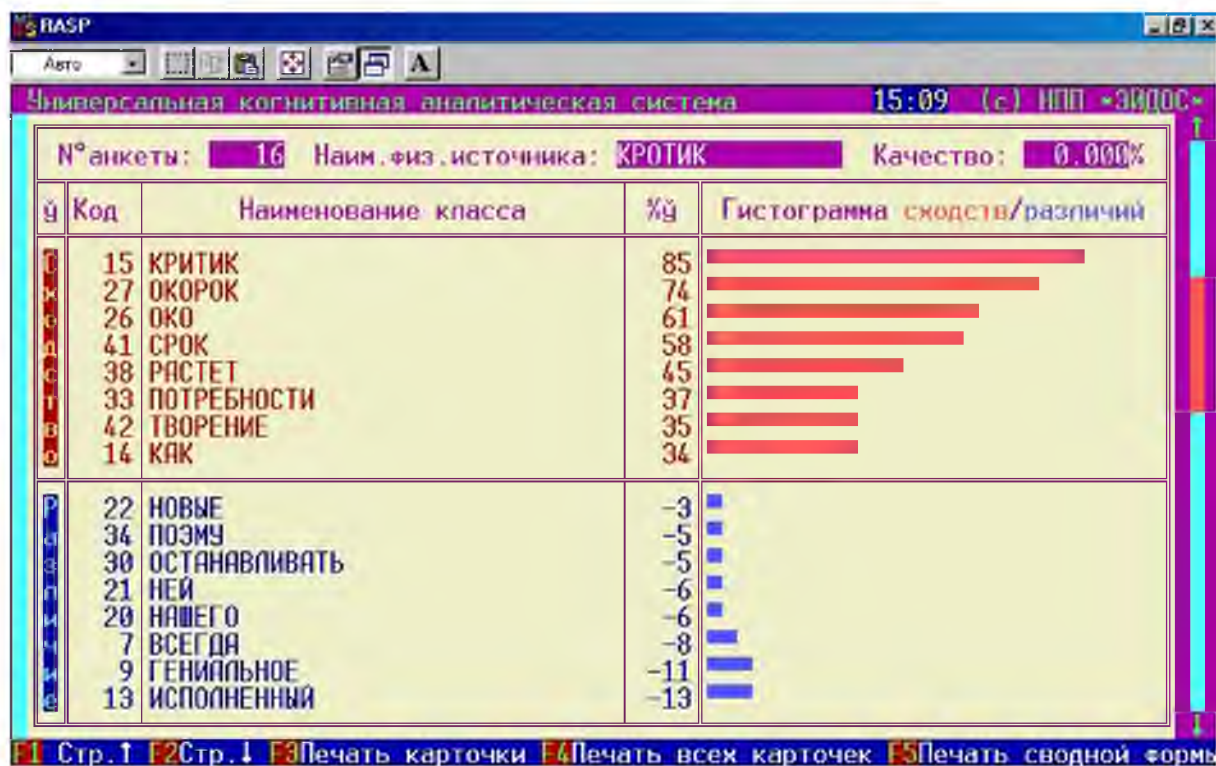 RASP
Авто
A
Универсальная когнитивная аналитическая система 15:09 (c) НПП «ЭЙДОС»
N°анкеты: 16 Наим.физ.источника: КРОТИК Качество: 0.000%
ÿ Код Наименование класса %ÿ Гистограмма сходств/различий
Сходство
15 КРИТИК 85
27 ОКОРОК 74
26 ОКО 61
41 СРОК 58
38 РАСТЕТ 45
33 ПОТРЕБНОСТИ 37
42 ТВОРЕНИЕ 35
14 КАК 34
Различие
22 НОВЫЕ -3
34 ПОЭМУ -5
30 ОСТАНАВЛИВАТЬ -5
21 НЕЙ -6
20 НАШЕГО -6
7 ВСЕГДА -8
9 ГЕНИАЛЬНОЕ -11
13 ИСПОЛНЕННЫЙ -13
F1 Стр.↑ F2Стр.↓ F3Печать карточки F4Печать всех карточек F5Печать сводной формы